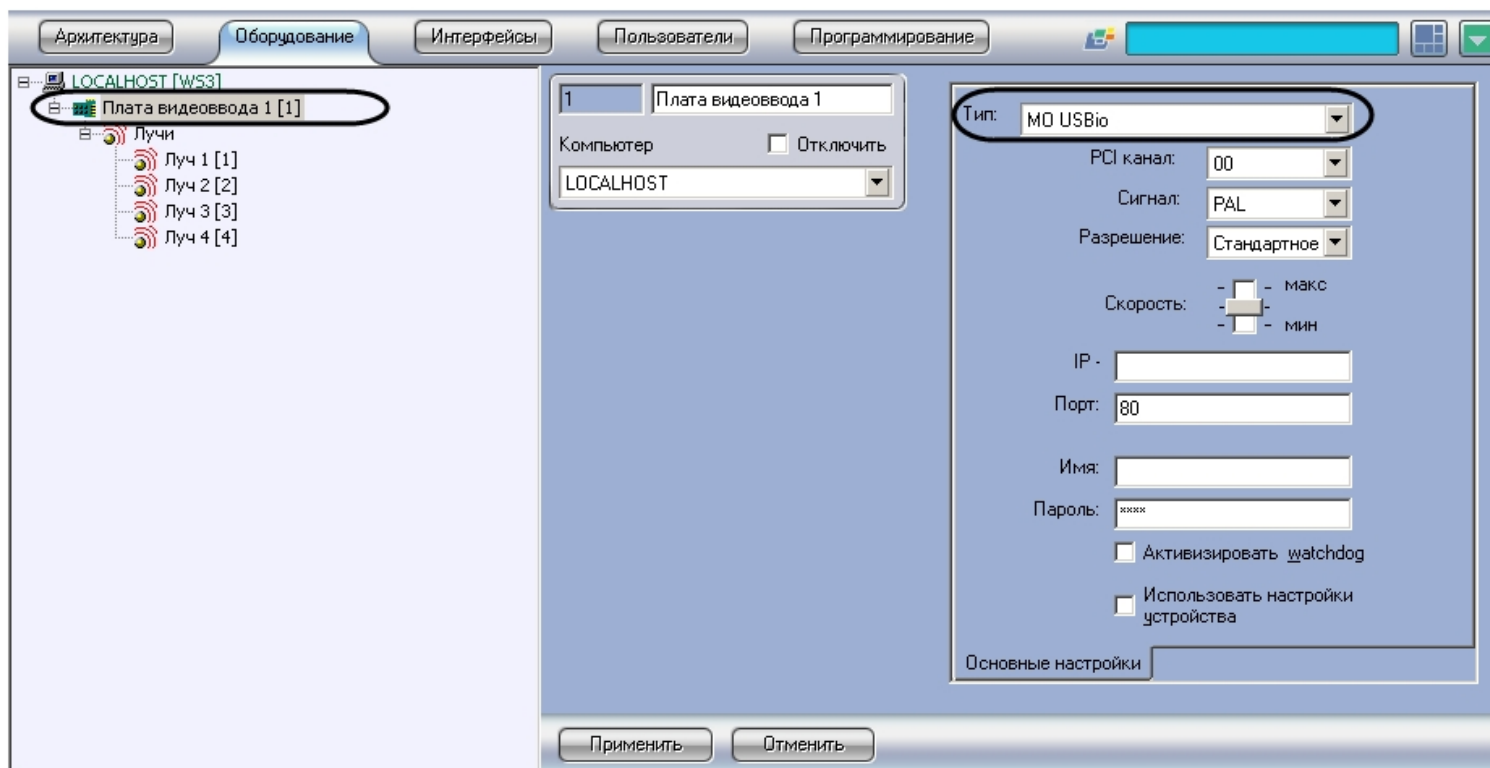 Архитектура Оборудование Интерфейсы Пользователи Программирование
LOCALHOST [WS3]
Плата видеоввода 1 [1]
Лучи
Луч 1 [1]
Луч 2 [2]
Луч 3 [3]
Луч 4 [4]
1 Плата видеоввода 1
Компьютер Отключить
LOCALHOST
Тип: MO USBio
PCI канал: 00
Сигнал: PAL
Разрешение: Стандартное
макс
Скорость:
мин
IP -
Порт: 80
Имя:
Пароль: ****
Активизировать watchdog
Использовать настройки
устройства
Основные настройки
Применить Отменить